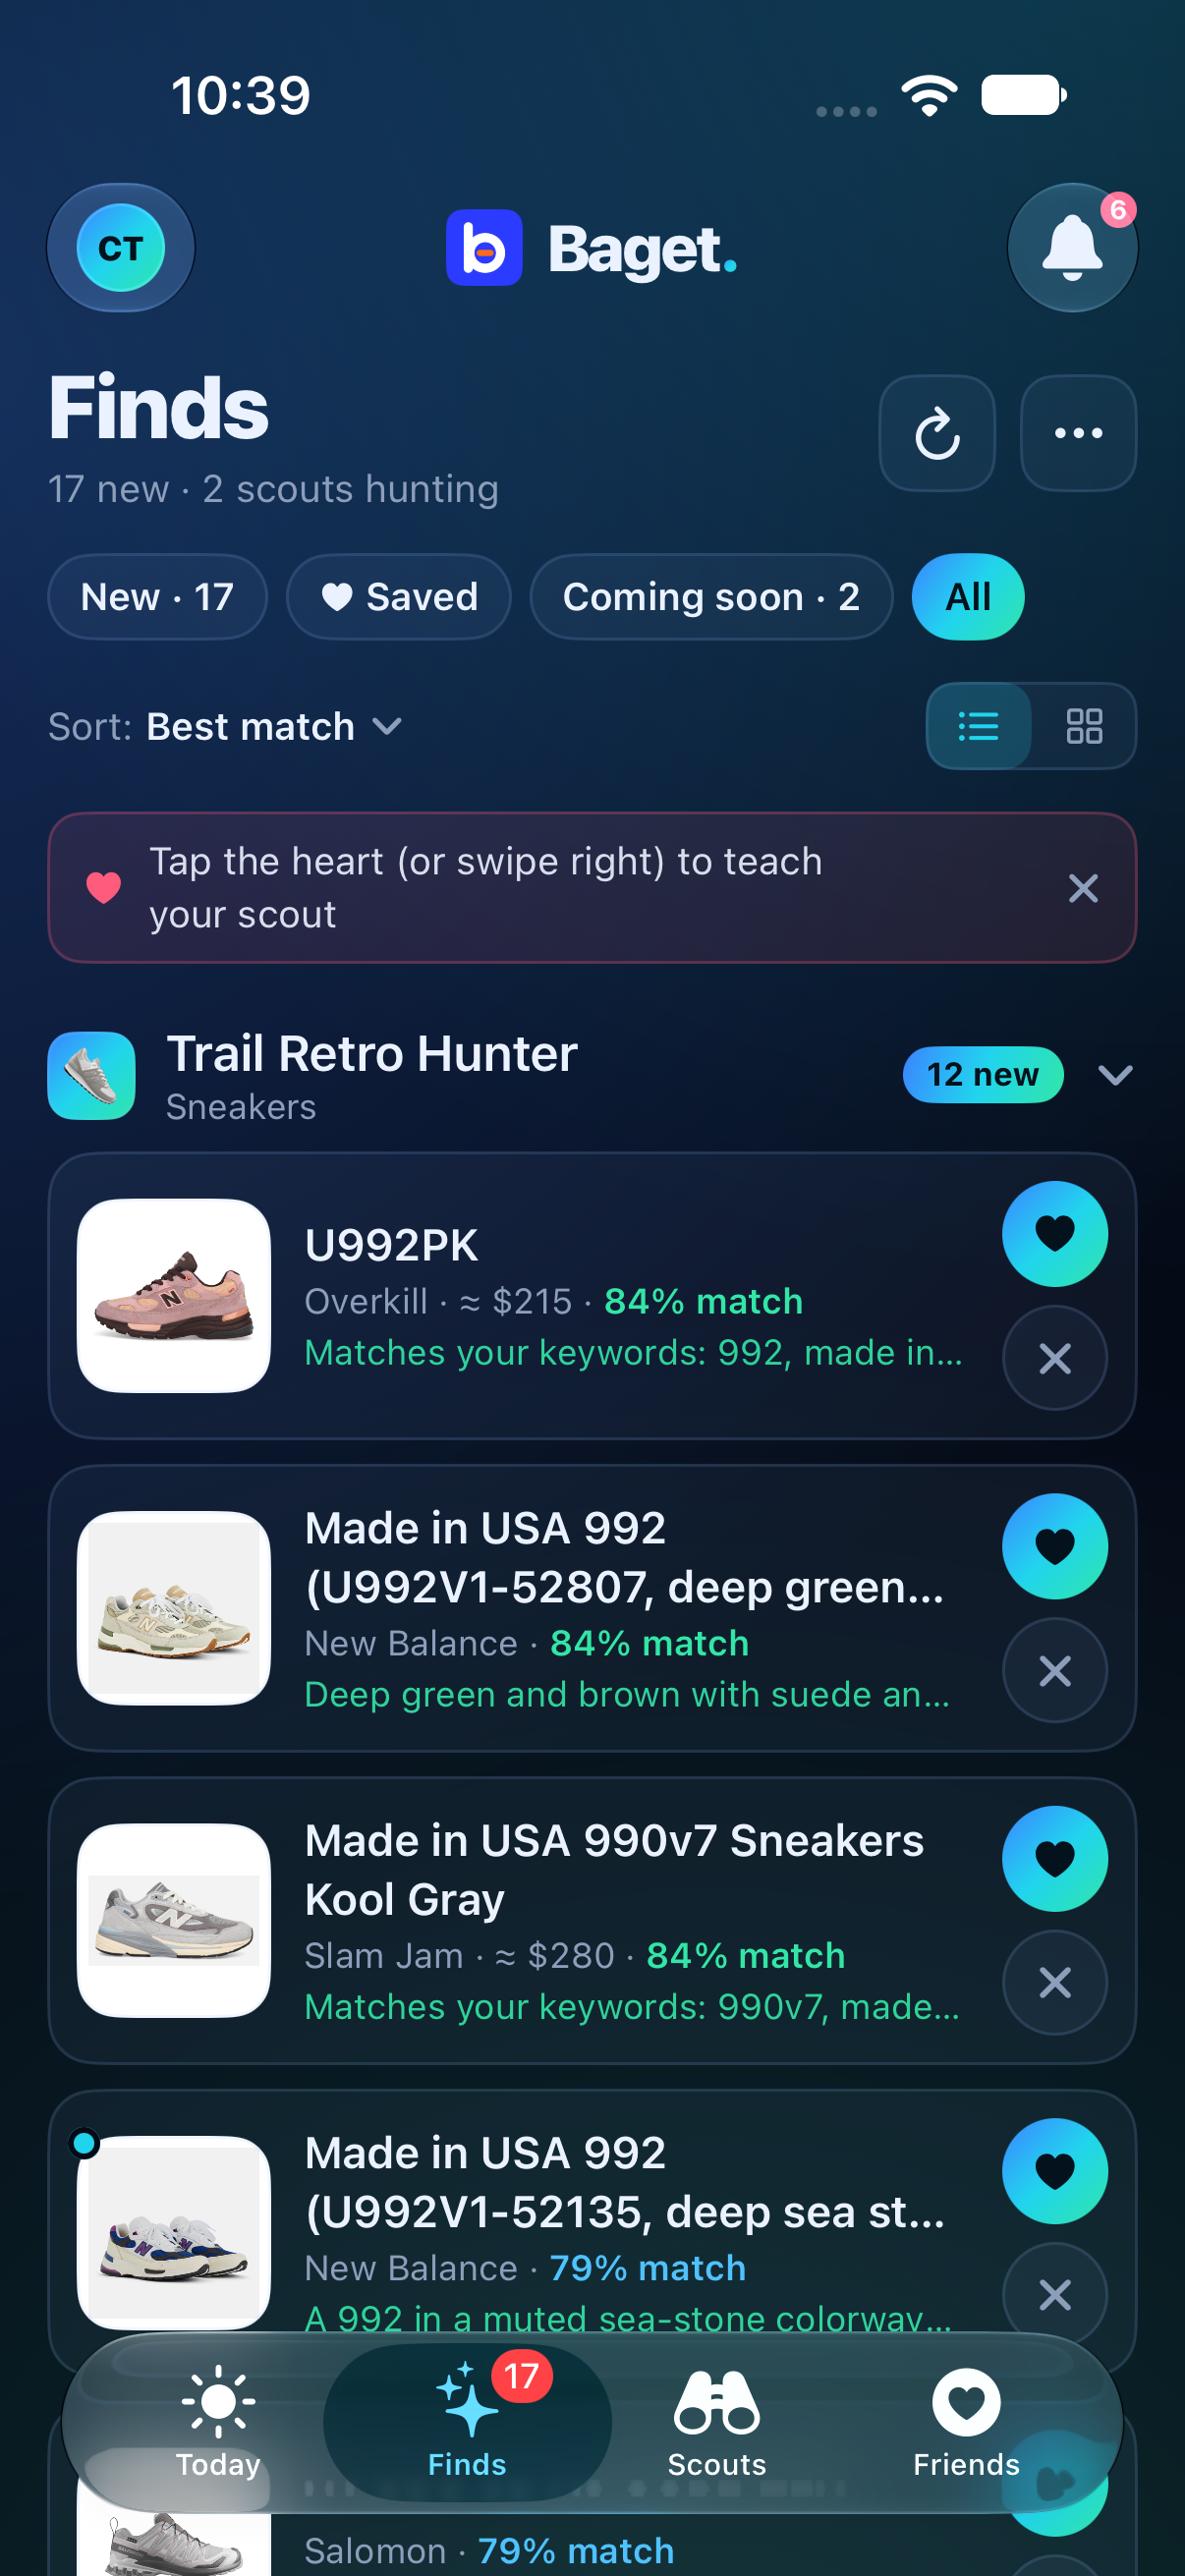 10:39
CT
Baget.
6
Finds
17 new · 2 scouts hunting
New · 17
Saved
Coming soon · 2
All
Sort: Best match
Tap the heart (or swipe right) to teach
your scout
Trail Retro Hunter
Sneakers
12 new
U992PK
Overkill · ≈ $215 · 84% match
Matches your keywords: 992, made in...
Made in USA 992
(U992V1-52807, deep green...
New Balance · 84% match
Deep green and brown with suede an...
Made in USA 990v7 Sneakers
Kool Gray
Slam Jam · ≈ $280 · 84% match
Matches your keywords: 990v7, made...
Made in USA 992
(U992V1-52135, deep sea st...
New Balance · 79% match
A 992 in a muted sea-stone colorway...
17
Today
Finds
Scouts
Friends
Salomon · 79% match